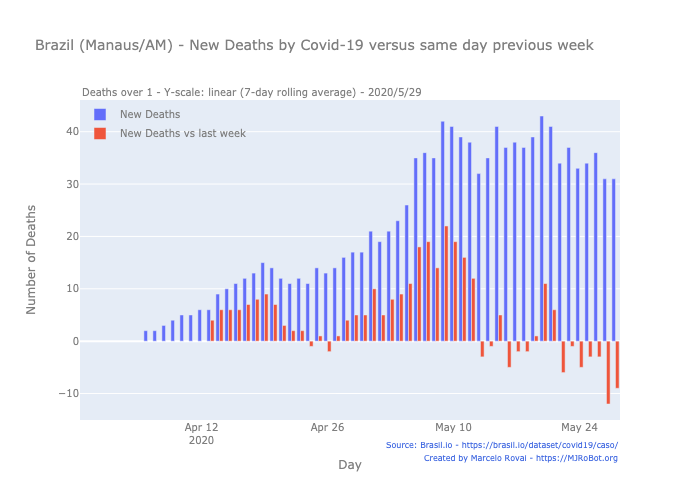 Brazil (Manaus/AM) - New Deaths by Covid-19 versus same day previous week
Deaths over 1 - Y-scale: linear (7-day rolling average) - 2020/5/29
New Deaths
New Deaths vs last week
Number of Deaths
40
30
20
10
0
−10
Apr 12
2020
Apr 26
May 10
May 24
Day
Source: Brasil.io - https://brasil.io/dataset/covid19/caso/
Created by Marcelo Rovai - https://MJRoBot.org